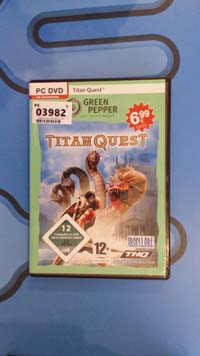 PC DVD
Titan Quest
PC
03982
GREEN PEPPER
6.99
TITAN QUEST
12
12+
IRON LORE
THQ